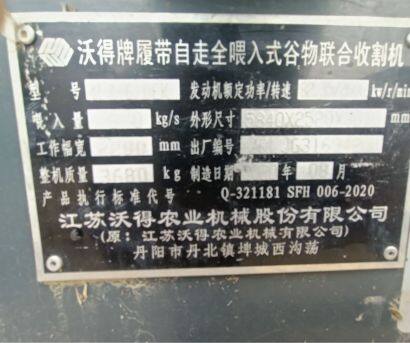 沃得牌履带自走全喂入式谷物联合收割机
型号 发动机额定功率/转速 kw/r/min
喂入量 kg/s 外形尺寸 5840X25 mm
工作幅宽 mm 出厂编号
整机质量 3680 kg 制造日期 年 08 月
产品执行标准代号 Q-321181 SFH 006-2020
江苏沃得农业机械股份有限公司
(原：江苏沃得农业机械有限公司)
丹阳市丹北镇埤城西沟荡